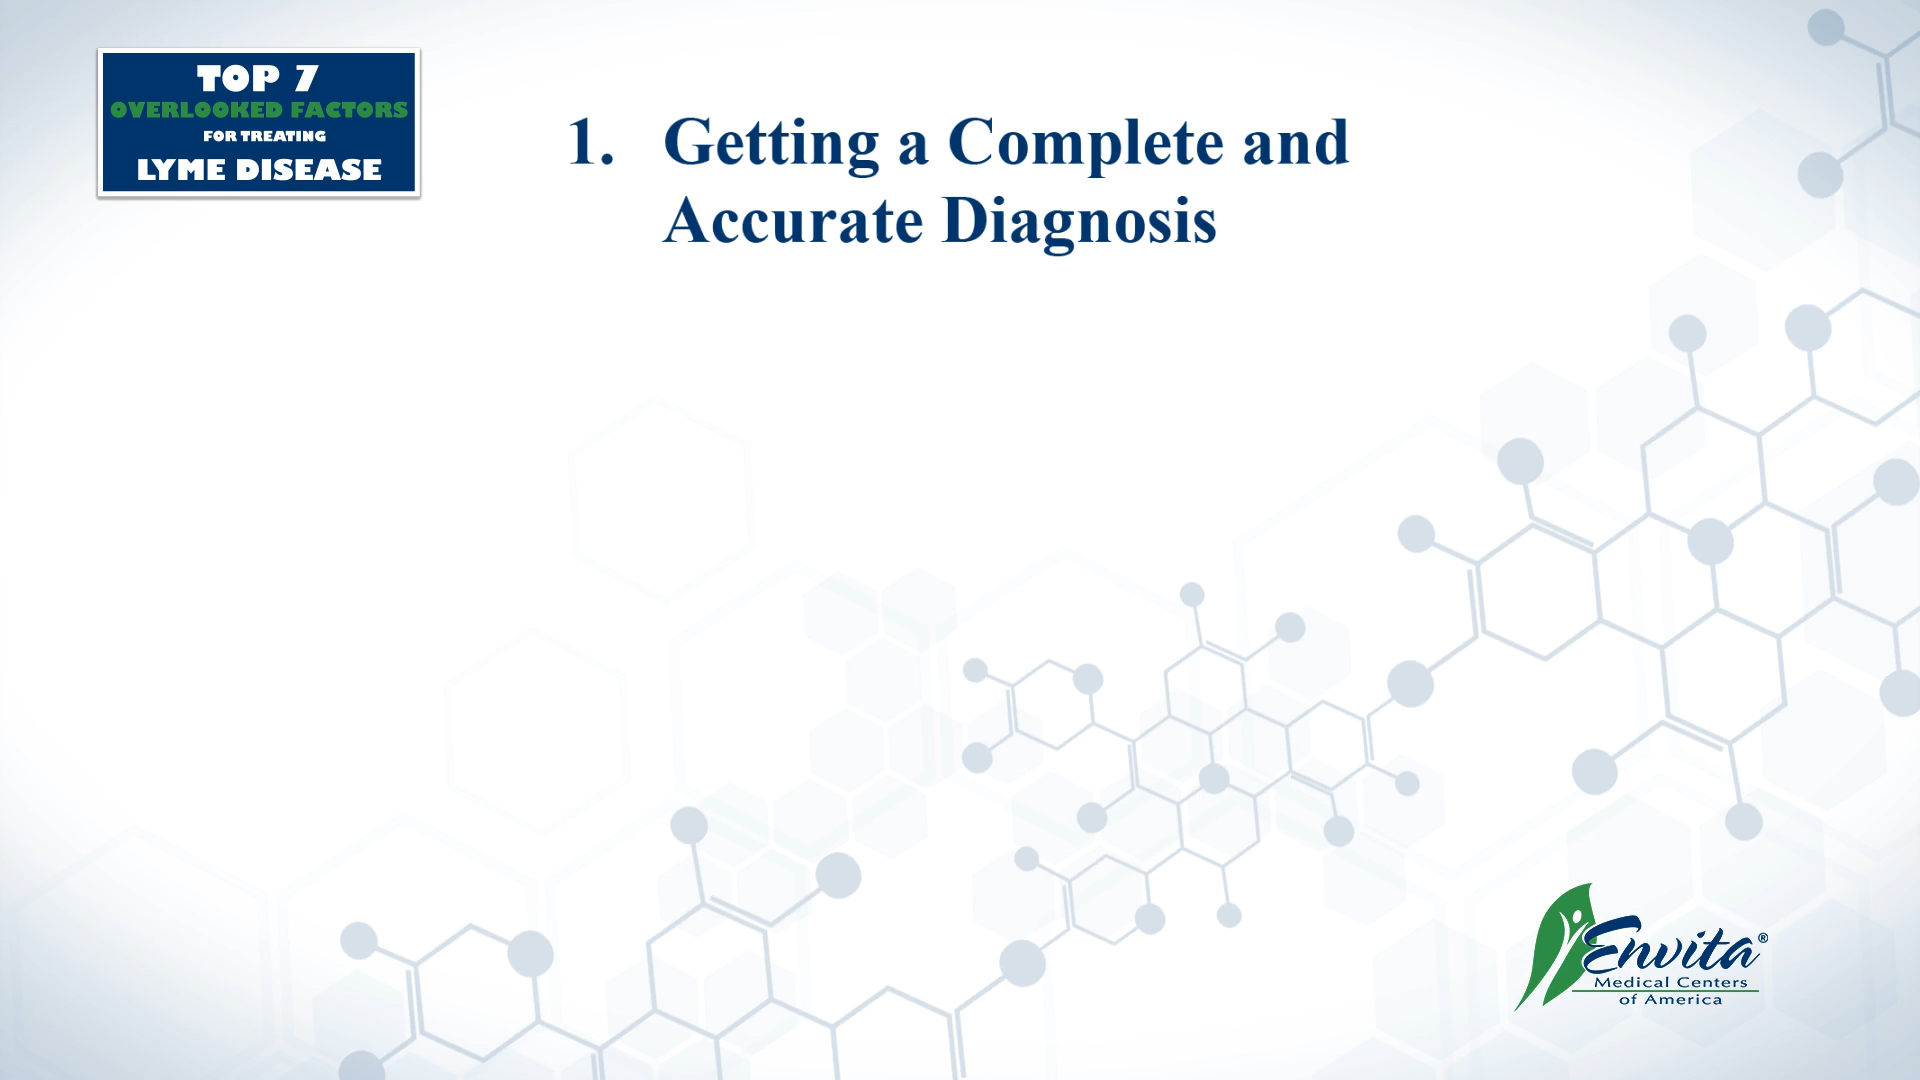 TOP 7
OVERLOOKED FACTORS
FOR TREATING
LYME DISEASE
1. Getting a Complete and
Accurate Diagnosis
Envita®
Medical Centers
of America